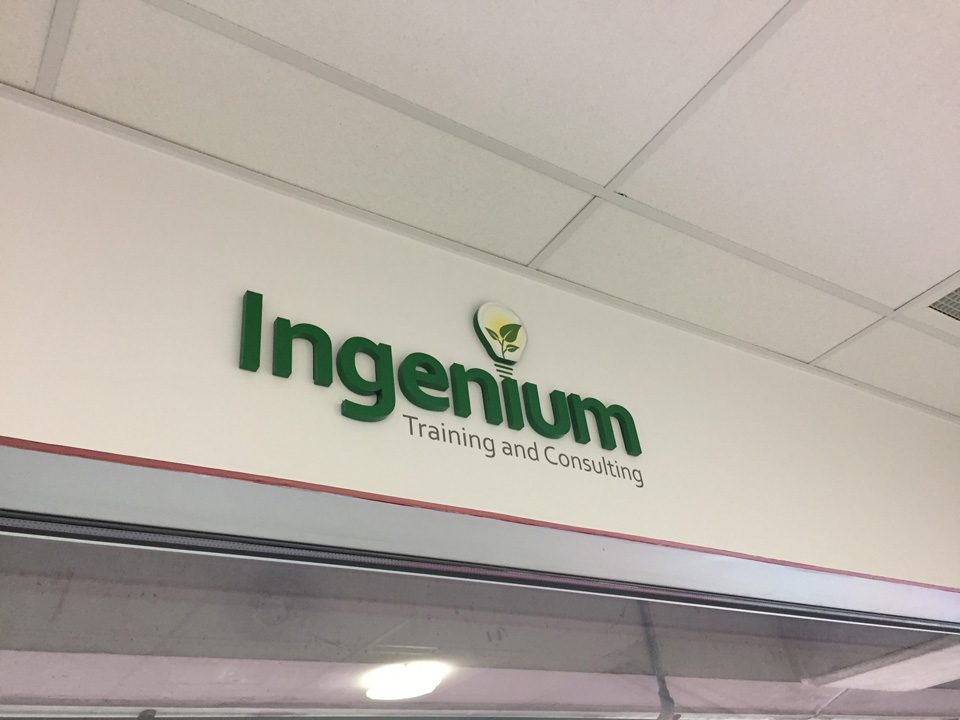 Ingenium
Training and Consulting